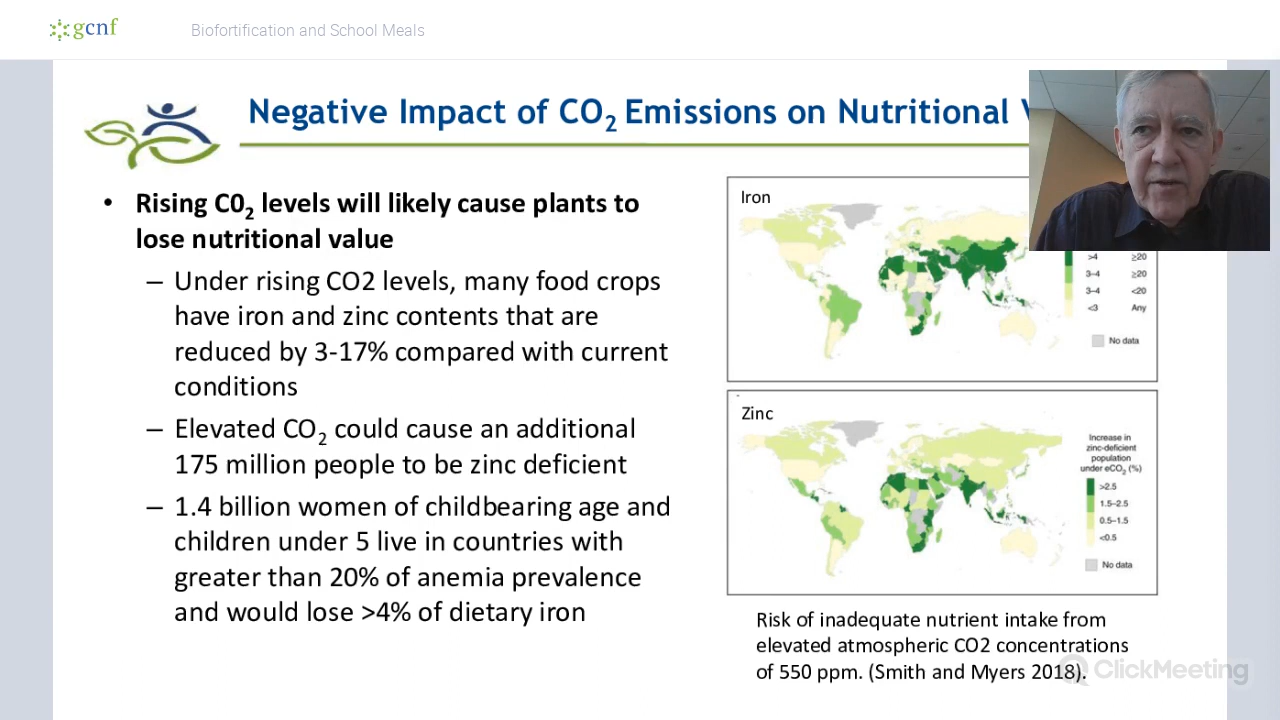 gcnf
Biofortification and School Meals
Negative Impact of CO2 Emissions on Nutritional
• Rising C02 levels will likely cause plants to
lose nutritional value
– Under rising CO2 levels, many food crops
have iron and zinc contents that are
reduced by 3-17% compared with current
conditions
– Elevated CO2 could cause an additional
175 million people to be zinc deficient
– 1.4 billion women of childbearing age and
children under 5 live in countries with
greater than 20% of anemia prevalence
and would lose >4% of dietary iron
Iron
>4 ≥20
3–4 ≥20
3–4 <20
<3 Any
No data
Zinc
Increase in
zinc-deficient
population
under eCO2 (%)
>2.5
1.5–2.5
0.5–1.5
<0.5
No data
Risk of inadequate nutrient intake from
elevated atmospheric CO2 concentrations
of 550 ppm. (Smith and Myers 2018).
ClickMeeting